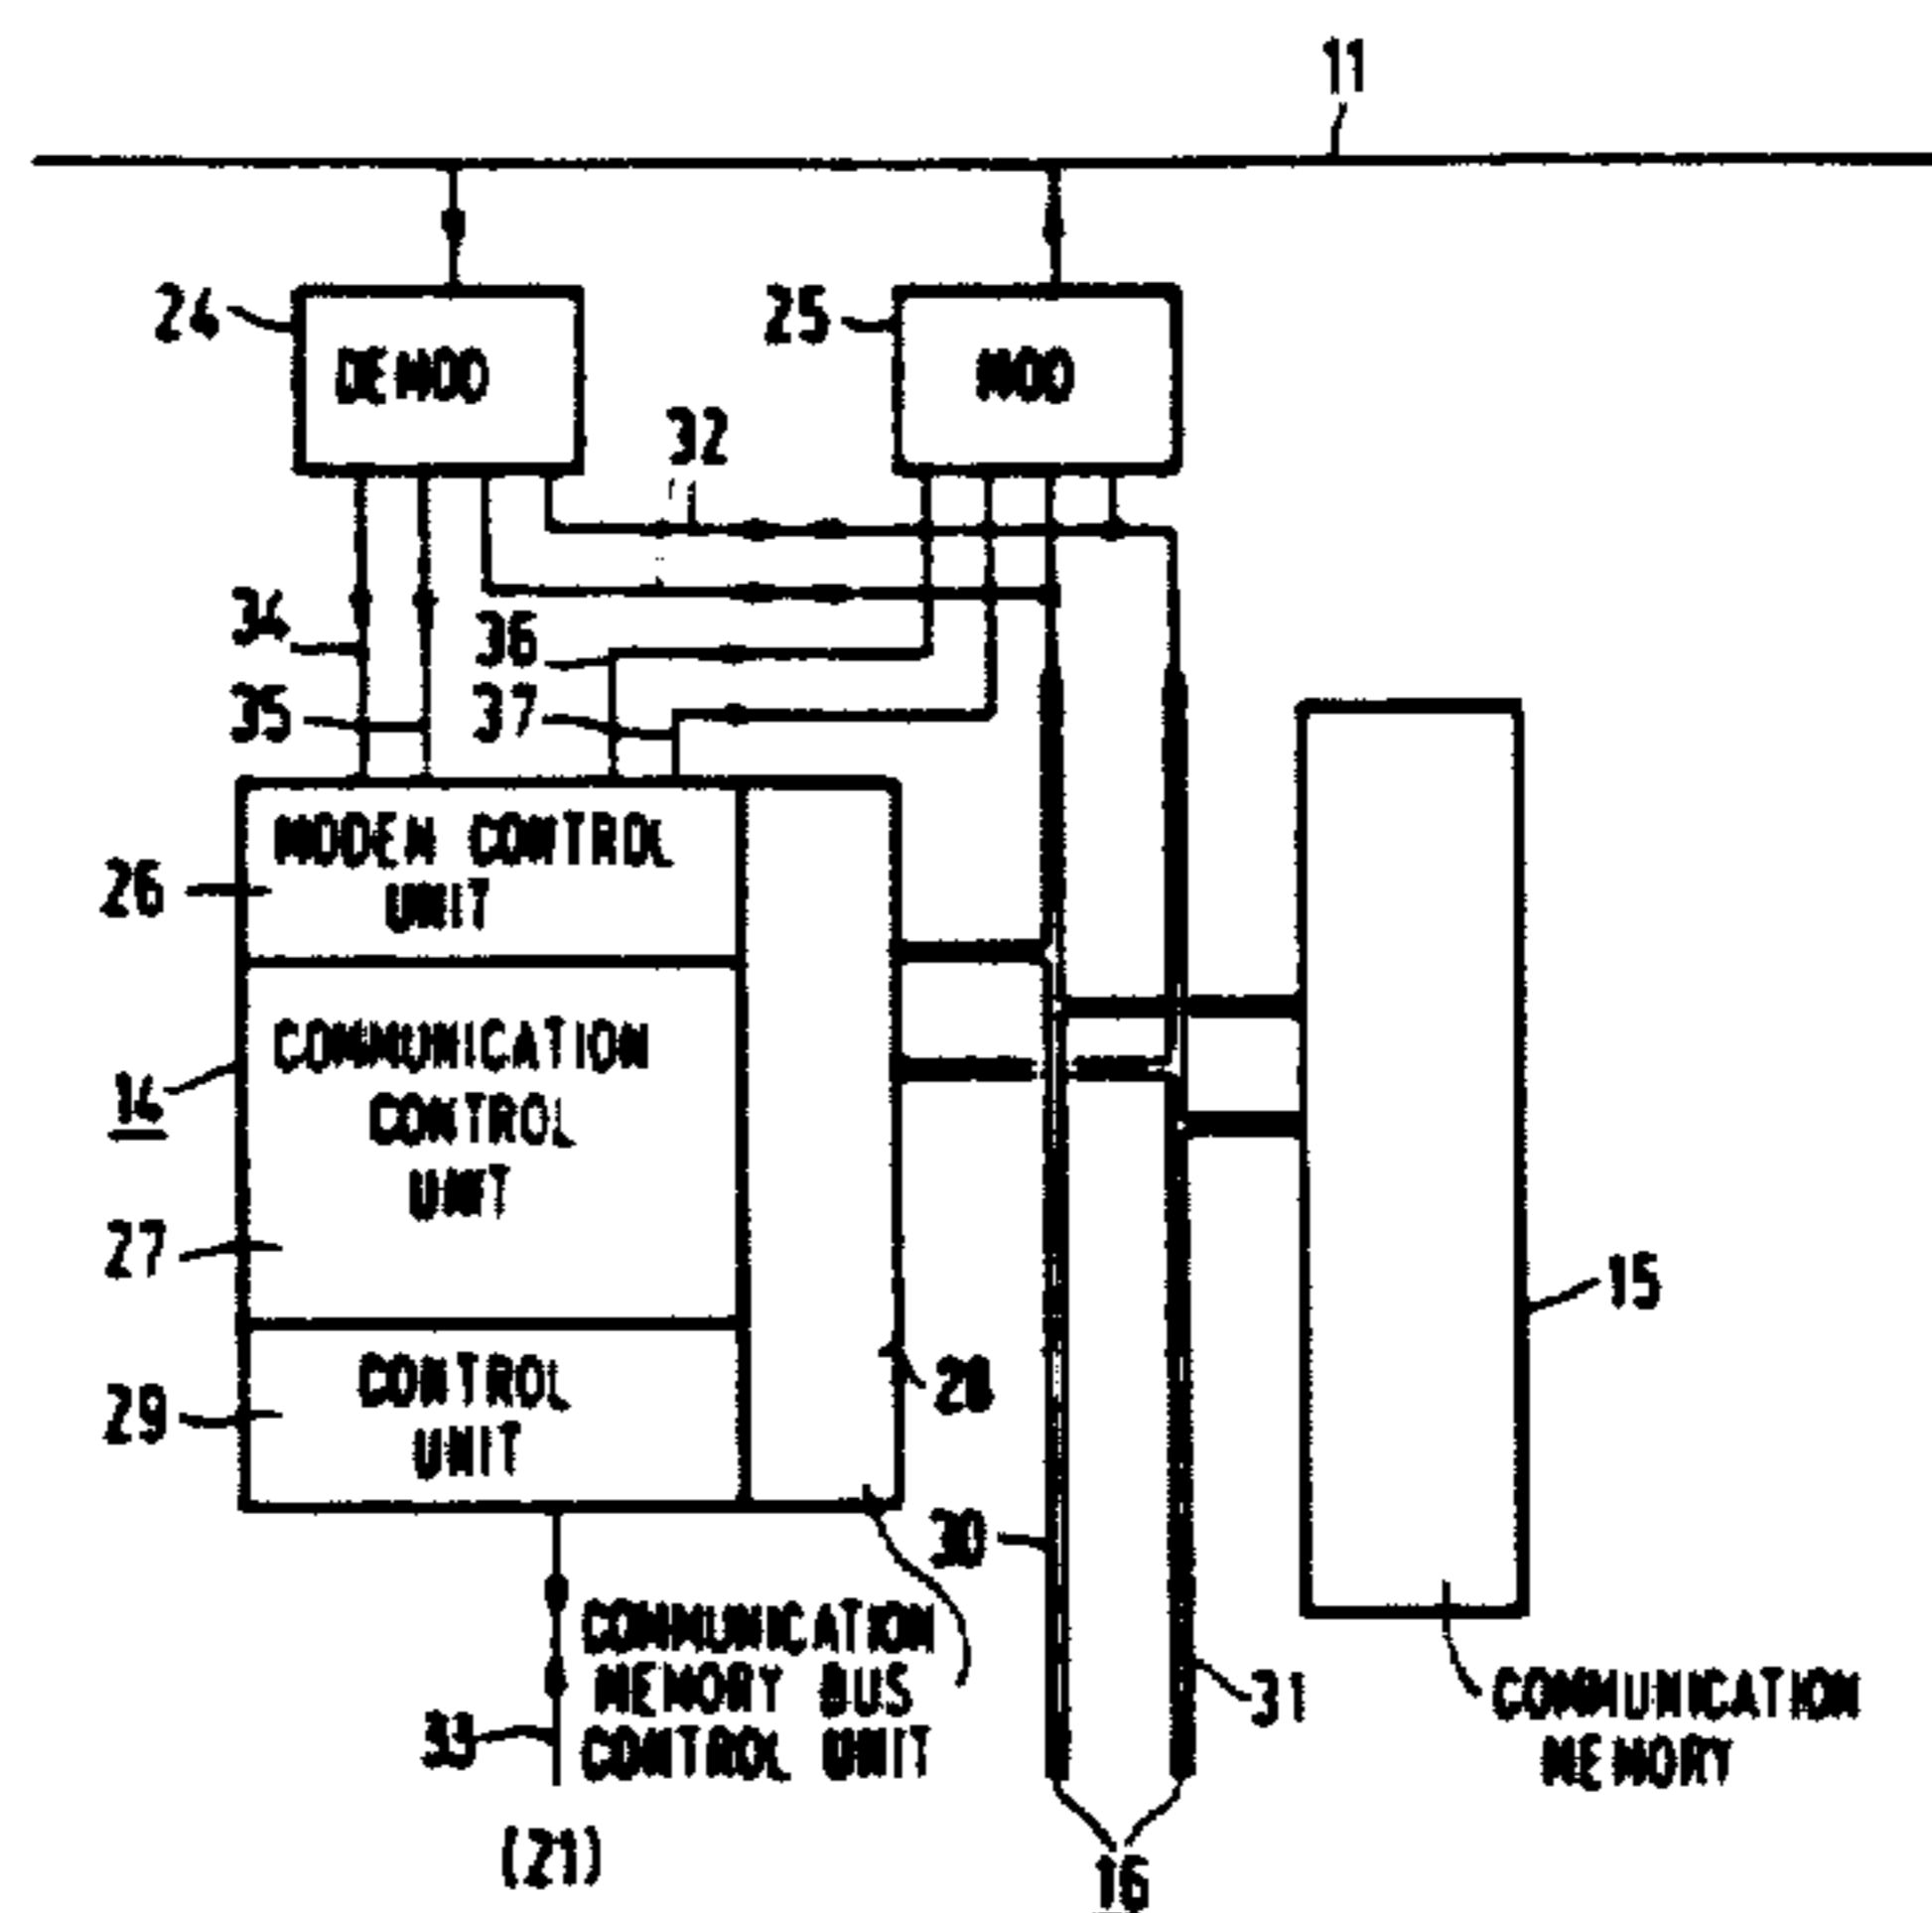 11
24
DEMOD
25
MOD
32
34
36
35
37
MODEM CONTROL
UNIT
26
COMMUNICATION
CONTROL
UNIT
14
27
15
CONTROL
UNIT
28
29
30
COMMUNICATION
MEMORY BUS
CONTROL UNIT
31
COMMUNICATION
MEMORY
33
(21)
16